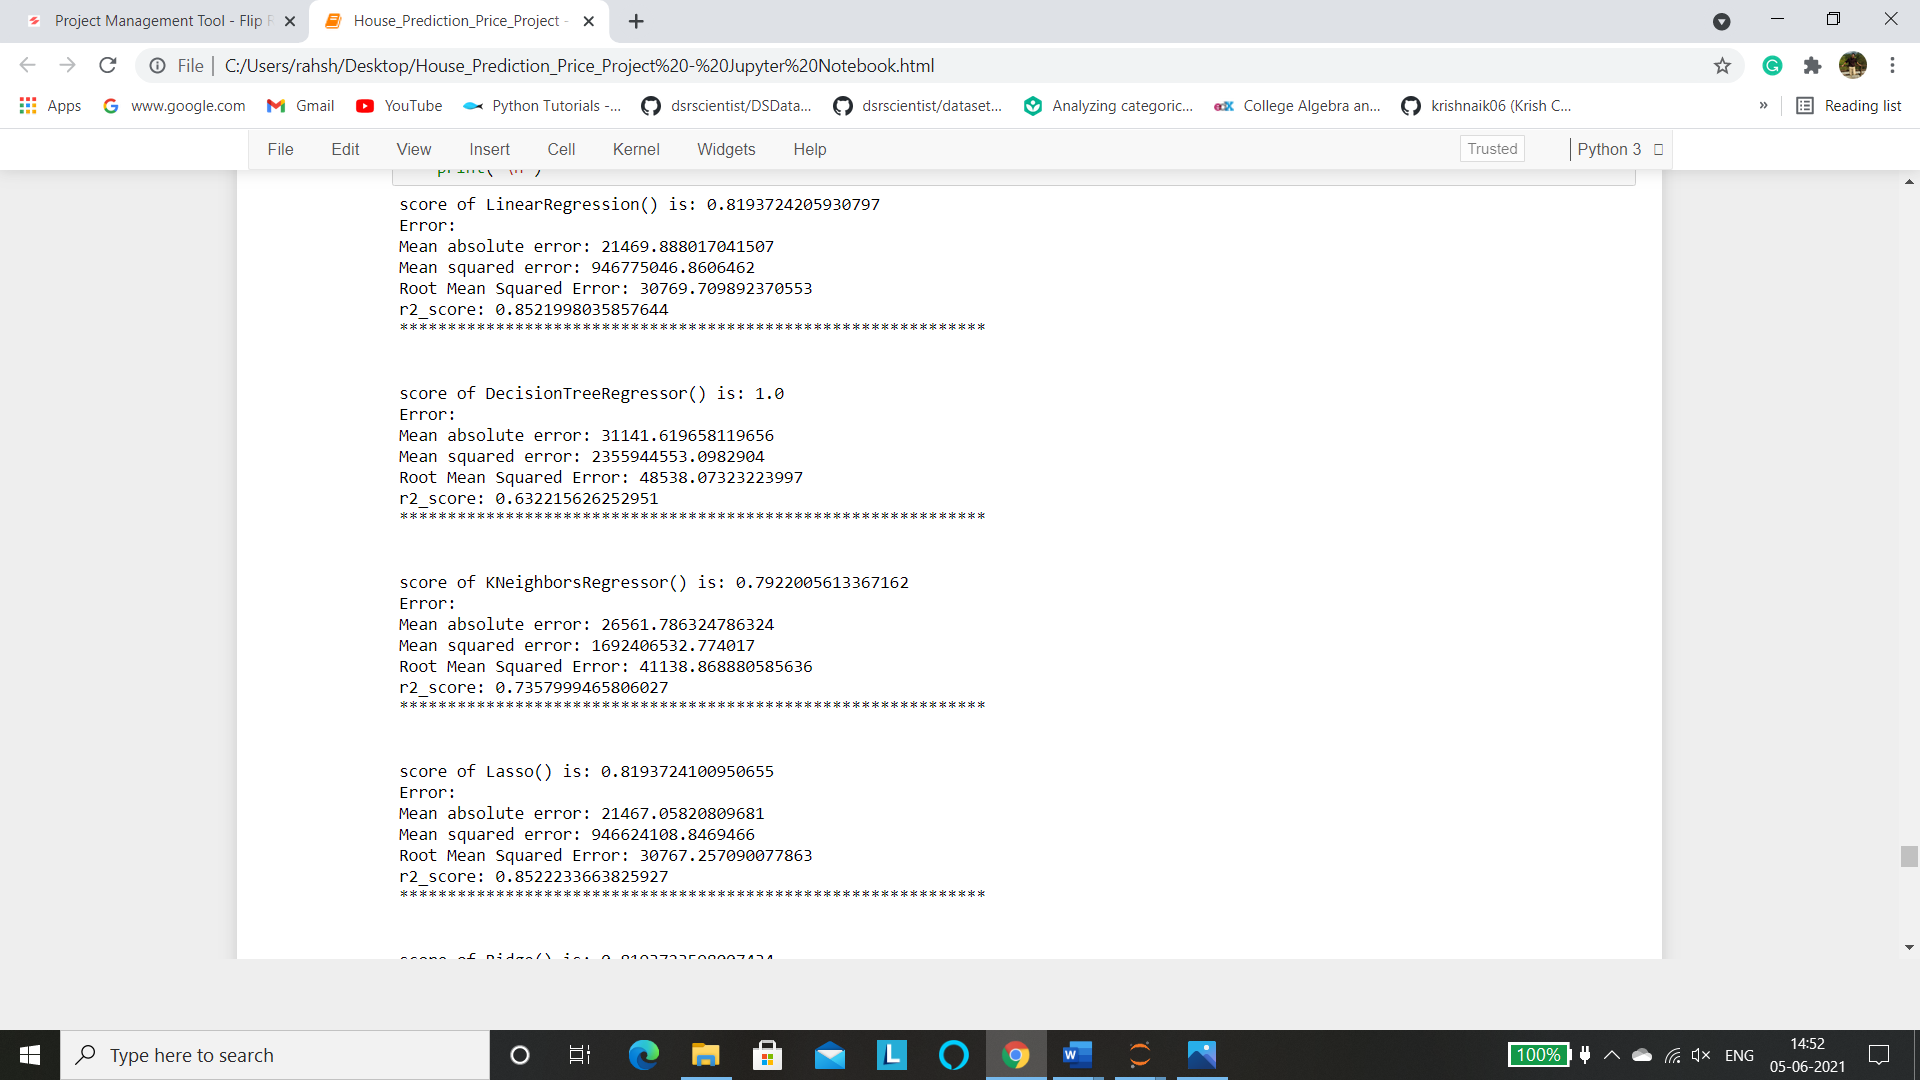 Project Management Tool - Flip R
House_Prediction_Price_Project -
File
C:/Users/rahsh/Desktop/House_Prediction_Price_Project%20-%20Jupyter%20Notebook.html
Apps
www.google.com
Gmail
YouTube
Python Tutorials -...
dsrscientist/DSData...
dsrscientist/dataset...
Analyzing categoric...
College Algebra an...
krishnaik06 (Krish C...
»
Reading list
File Edit View Insert Cell Kernel Widgets Help
Trusted
Python 3
print( "\n")
score of LinearRegression() is: 0.8193724205930797
Error:
Mean absolute error: 21469.888017041507
Mean squared error: 946775046.8606462
Root Mean Squared Error: 30769.709892370553
r2_score: 0.8521998035857644
*************************************************************
score of DecisionTreeRegressor() is: 1.0
Error:
Mean absolute error: 31141.619658119656
Mean squared error: 2355944553.0982904
Root Mean Squared Error: 48538.07323223997
r2_score: 0.632215626252951
*************************************************************
score of KNeighborsRegressor() is: 0.7922005613367162
Error:
Mean absolute error: 26561.786324786324
Mean squared error: 1692406532.774017
Root Mean Squared Error: 41138.868880585636
r2_score: 0.7357999465806027
*************************************************************
score of Lasso() is: 0.8193724100950655
Error:
Mean absolute error: 21467.05820809681
Mean squared error: 946624108.8469466
Root Mean Squared Error: 30767.257090077863
r2_score: 0.8522233663825927
*************************************************************
score of Ridge() is:
Type here to search
100%
ENG
14:52
05-06-2021